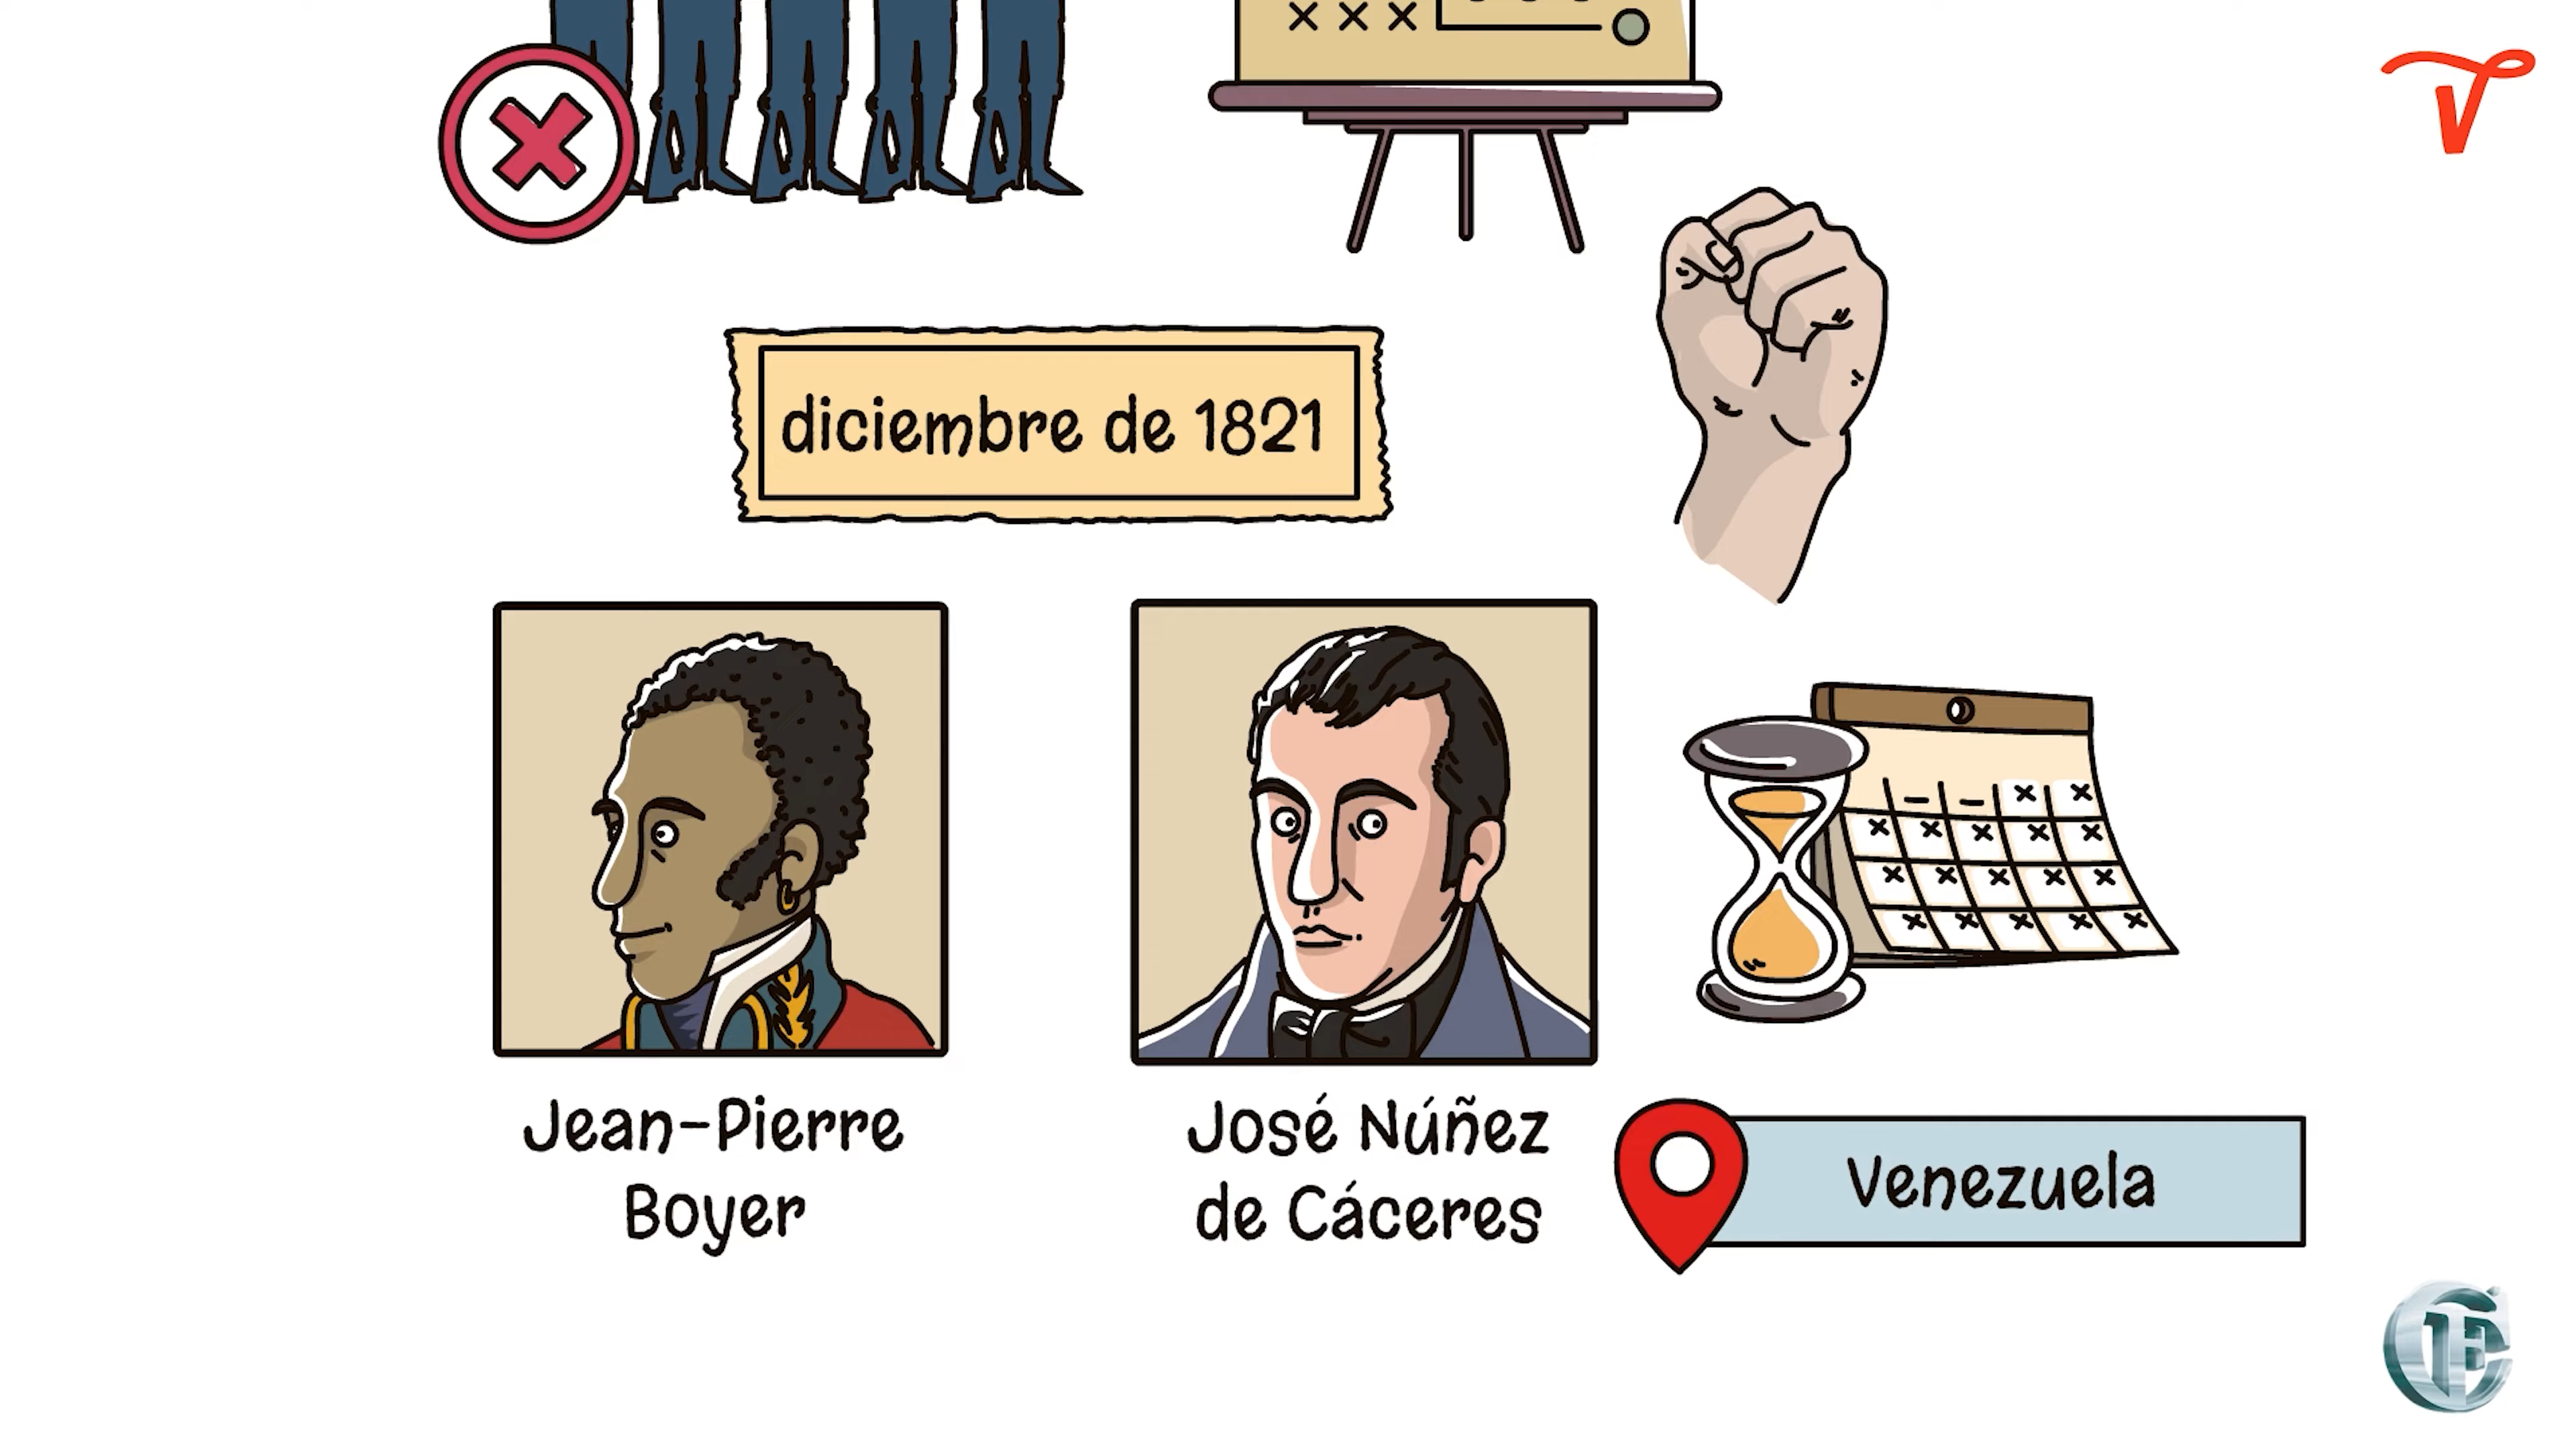 diciembre de 1821
Jean-Pierre
Boyer
José Núñez
de Cáceres
Venezuela